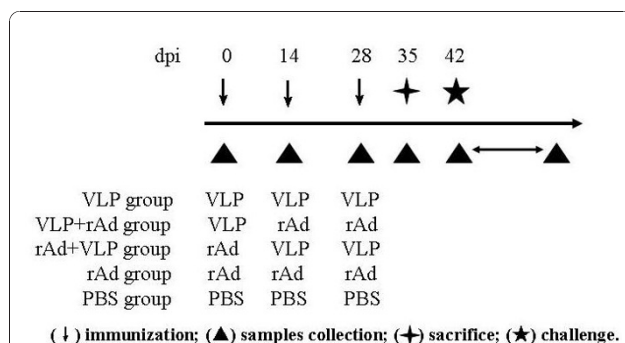 dpi 0 14 28 35 42
VLP group VLP VLP VLP
VLP+rAd group VLP rAd rAd
rAd+VLP group rAd VLP VLP
rAd group rAd rAd rAd
PBS group PBS PBS PBS
(↓) immunization; (▲) samples collection; (✦) sacrifice; (★) challenge.